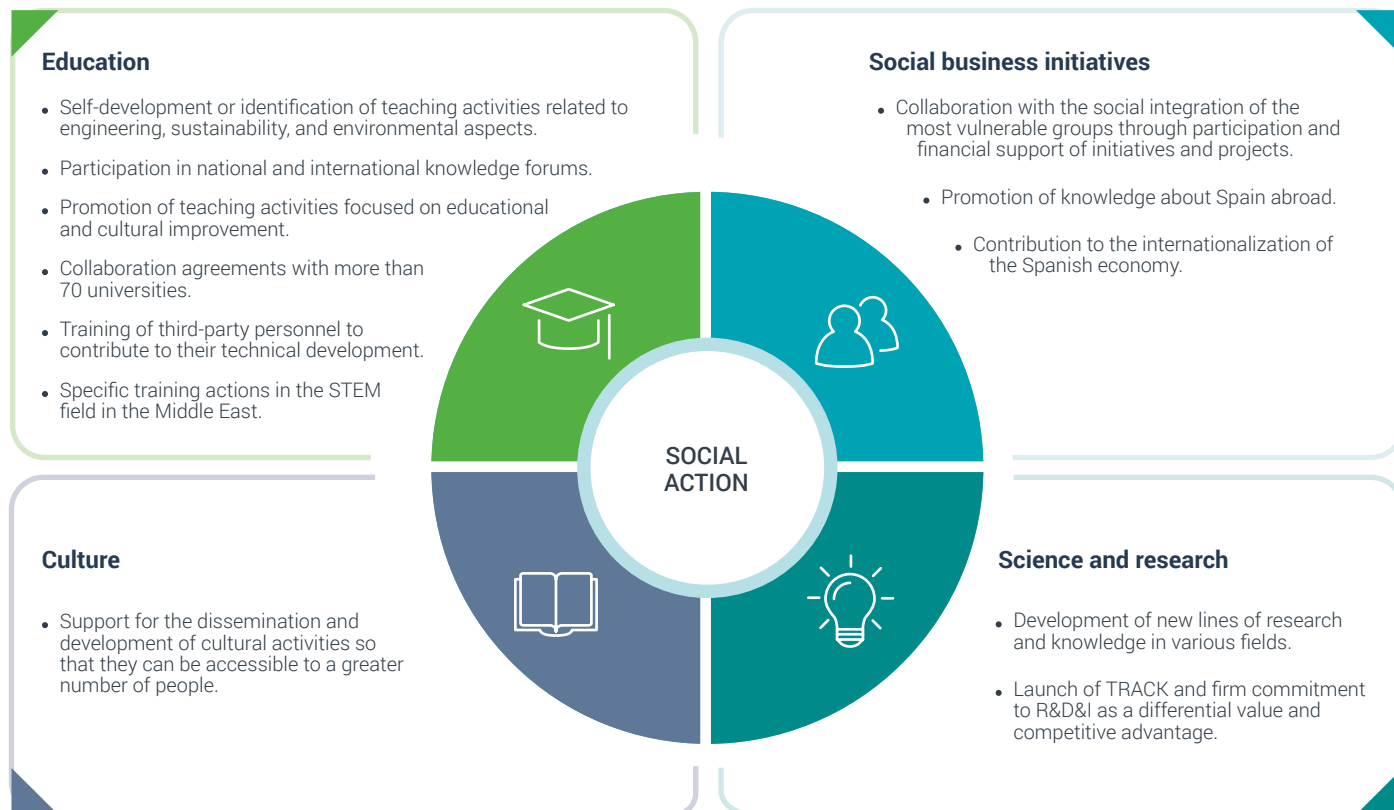 Education
• Self-development or identification of teaching activities related to
engineering, sustainability, and environmental aspects.
• Participation in national and international knowledge forums.
• Promotion of teaching activities focused on educational
and cultural improvement.
• Collaboration agreements with more than
70 universities.
• Training of third-party personnel to
contribute to their technical development.
• Specific training actions in the STEM
field in the Middle East.
Social business initiatives
• Collaboration with the social integration of the
most vulnerable groups through participation and
financial support of initiatives and projects.
• Promotion of knowledge about Spain abroad.
• Contribution to the internationalization of
the Spanish economy.
SOCIAL
ACTION
Culture
• Support for the dissemination and
development of cultural activities so
that they can be accessible to a greater
number of people.
Science and research
• Development of new lines of research
and knowledge in various fields.
• Launch of TRACK and firm commitment
to R&D&I as a differential value and
competitive advantage.